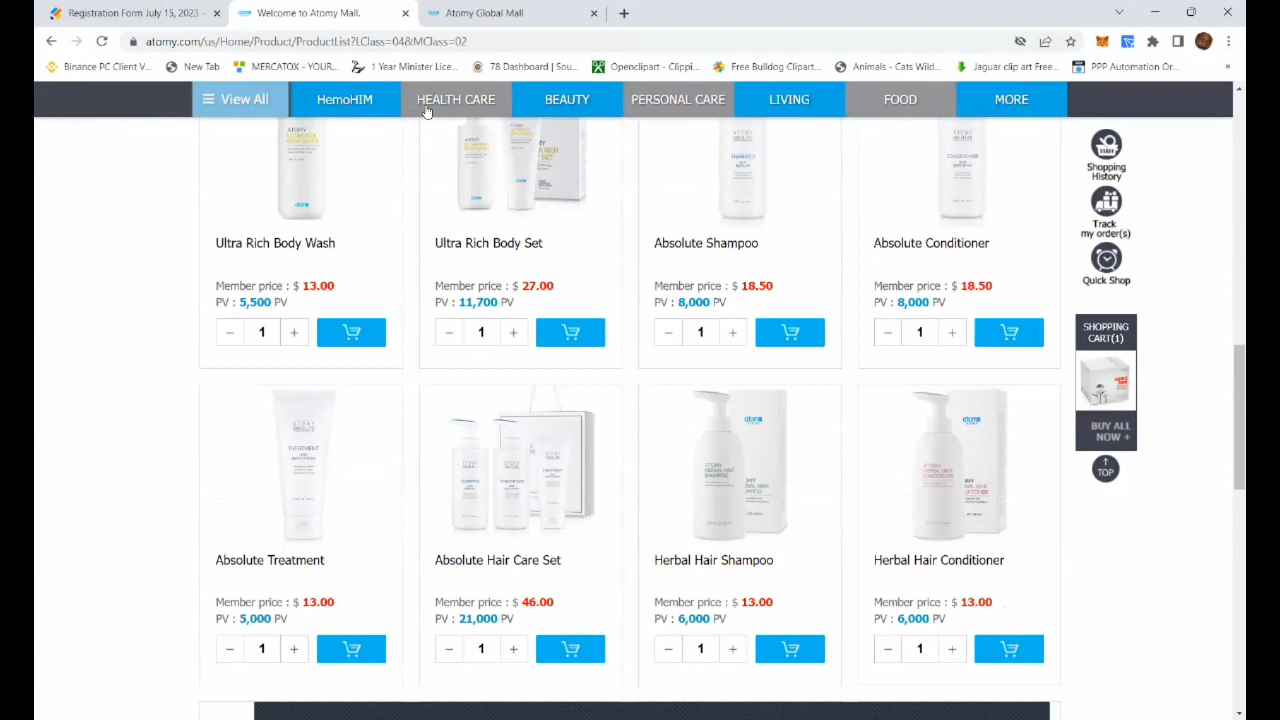 Registration Form July 15, 2023 -
Welcome to Atomy Mall.
Atomy Global Mall
atomy.com/us/Home/Product/ProductList?LClass=04&MClass=02
Binance PC Client V...
New Tab
MERCATOX - YOUR...
1 Year Minister Lice...
78 Dashboard | Sou...
Openclipart - Clippi...
Free Bulldog Clipart...
Animals - Cats Wild...
Jaguar clip art Free...
PPP Automation Or...
»
View All
HemoHIM
HEALTH CARE
BEAUTY
PERSONAL CARE
LIVING
FOOD
MORE
Shopping
History
Track
my order(s)
Quick Shop
SHOPPING
CART(1)
BUY ALL
NOW +
TOP
Ultra Rich Body Wash
Member price : $ 13.00
PV : 5,500 PV
− 1 +
Ultra Rich Body Set
Member price : $ 27.00
PV : 11,700 PV
− 1 +
Absolute Shampoo
Member price : $ 18.50
PV : 8,000 PV
− 1 +
Absolute Conditioner
Member price : $ 18.50
PV : 8,000 PV
− 1 +
Absolute Treatment
Member price : $ 13.00
PV : 5,000 PV
− 1 +
Absolute Hair Care Set
Member price : $ 46.00
PV : 21,000 PV
− 1 +
Herbal Hair Shampoo
Member price : $ 13.00
PV : 6,000 PV
− 1 +
Herbal Hair Conditioner
Member price : $ 13.00
PV : 6,000 PV
− 1 +